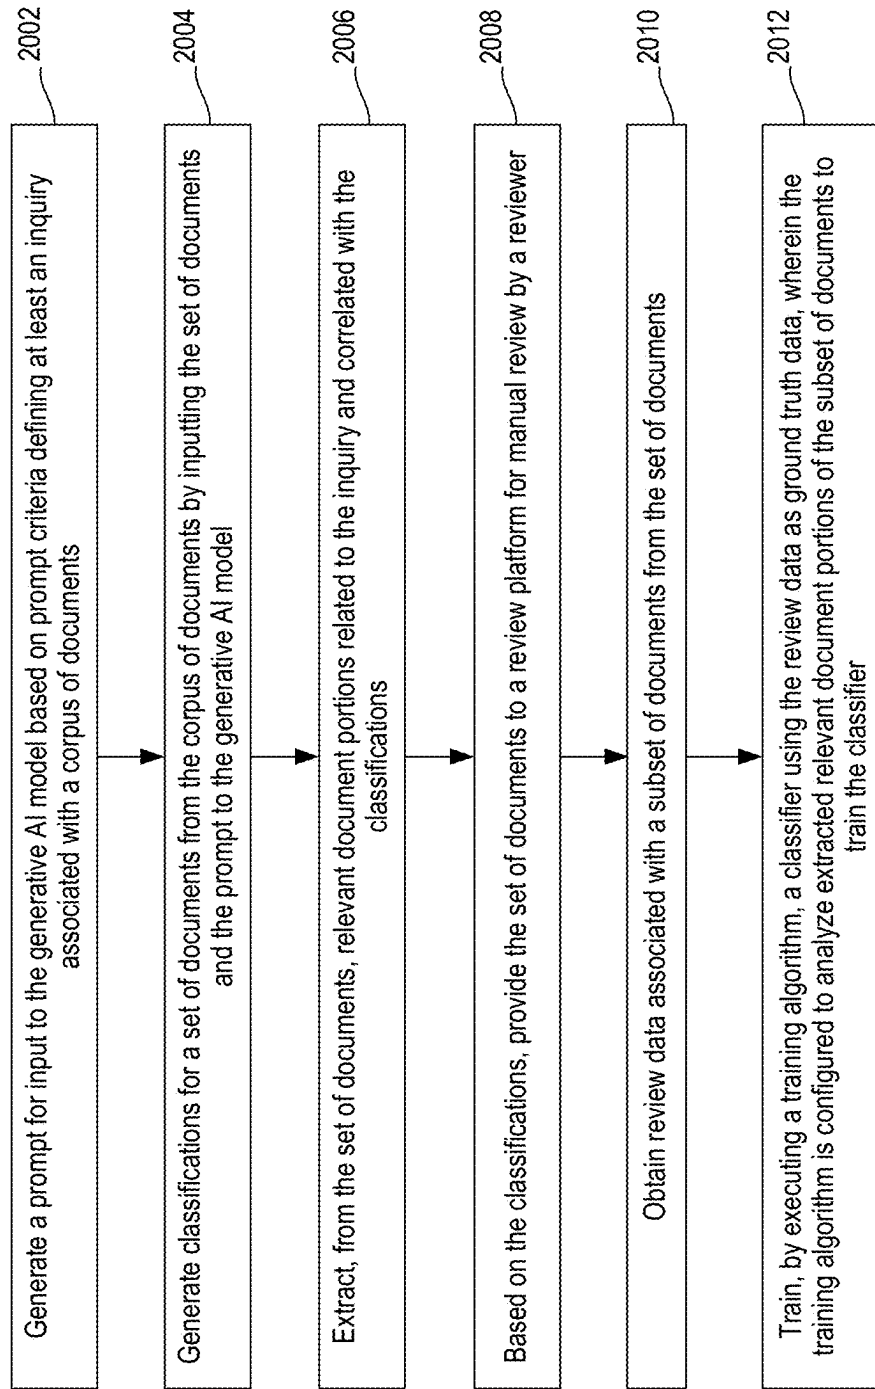 2002
Generate a prompt for input to the generative AI model based on prompt criteria defining at least an inquiry
associated with a corpus of documents
2004
Generate classifications for a set of documents from the corpus of documents by inputting the set of documents
and the prompt to the generative AI model
2006
Extract, from the set of documents, relevant document portions related to the inquiry and correlated with the
classifications
2008
Based on the classifications, provide the set of documents to a review platform for manual review by a reviewer
2010
Obtain review data associated with a subset of documents from the set of documents
2012
Train, by executing a training algorithm, a classifier using the review data as ground truth data, wherein the
training algorithm is configured to analyze extracted relevant document portions of the subset of documents to
train the classifier